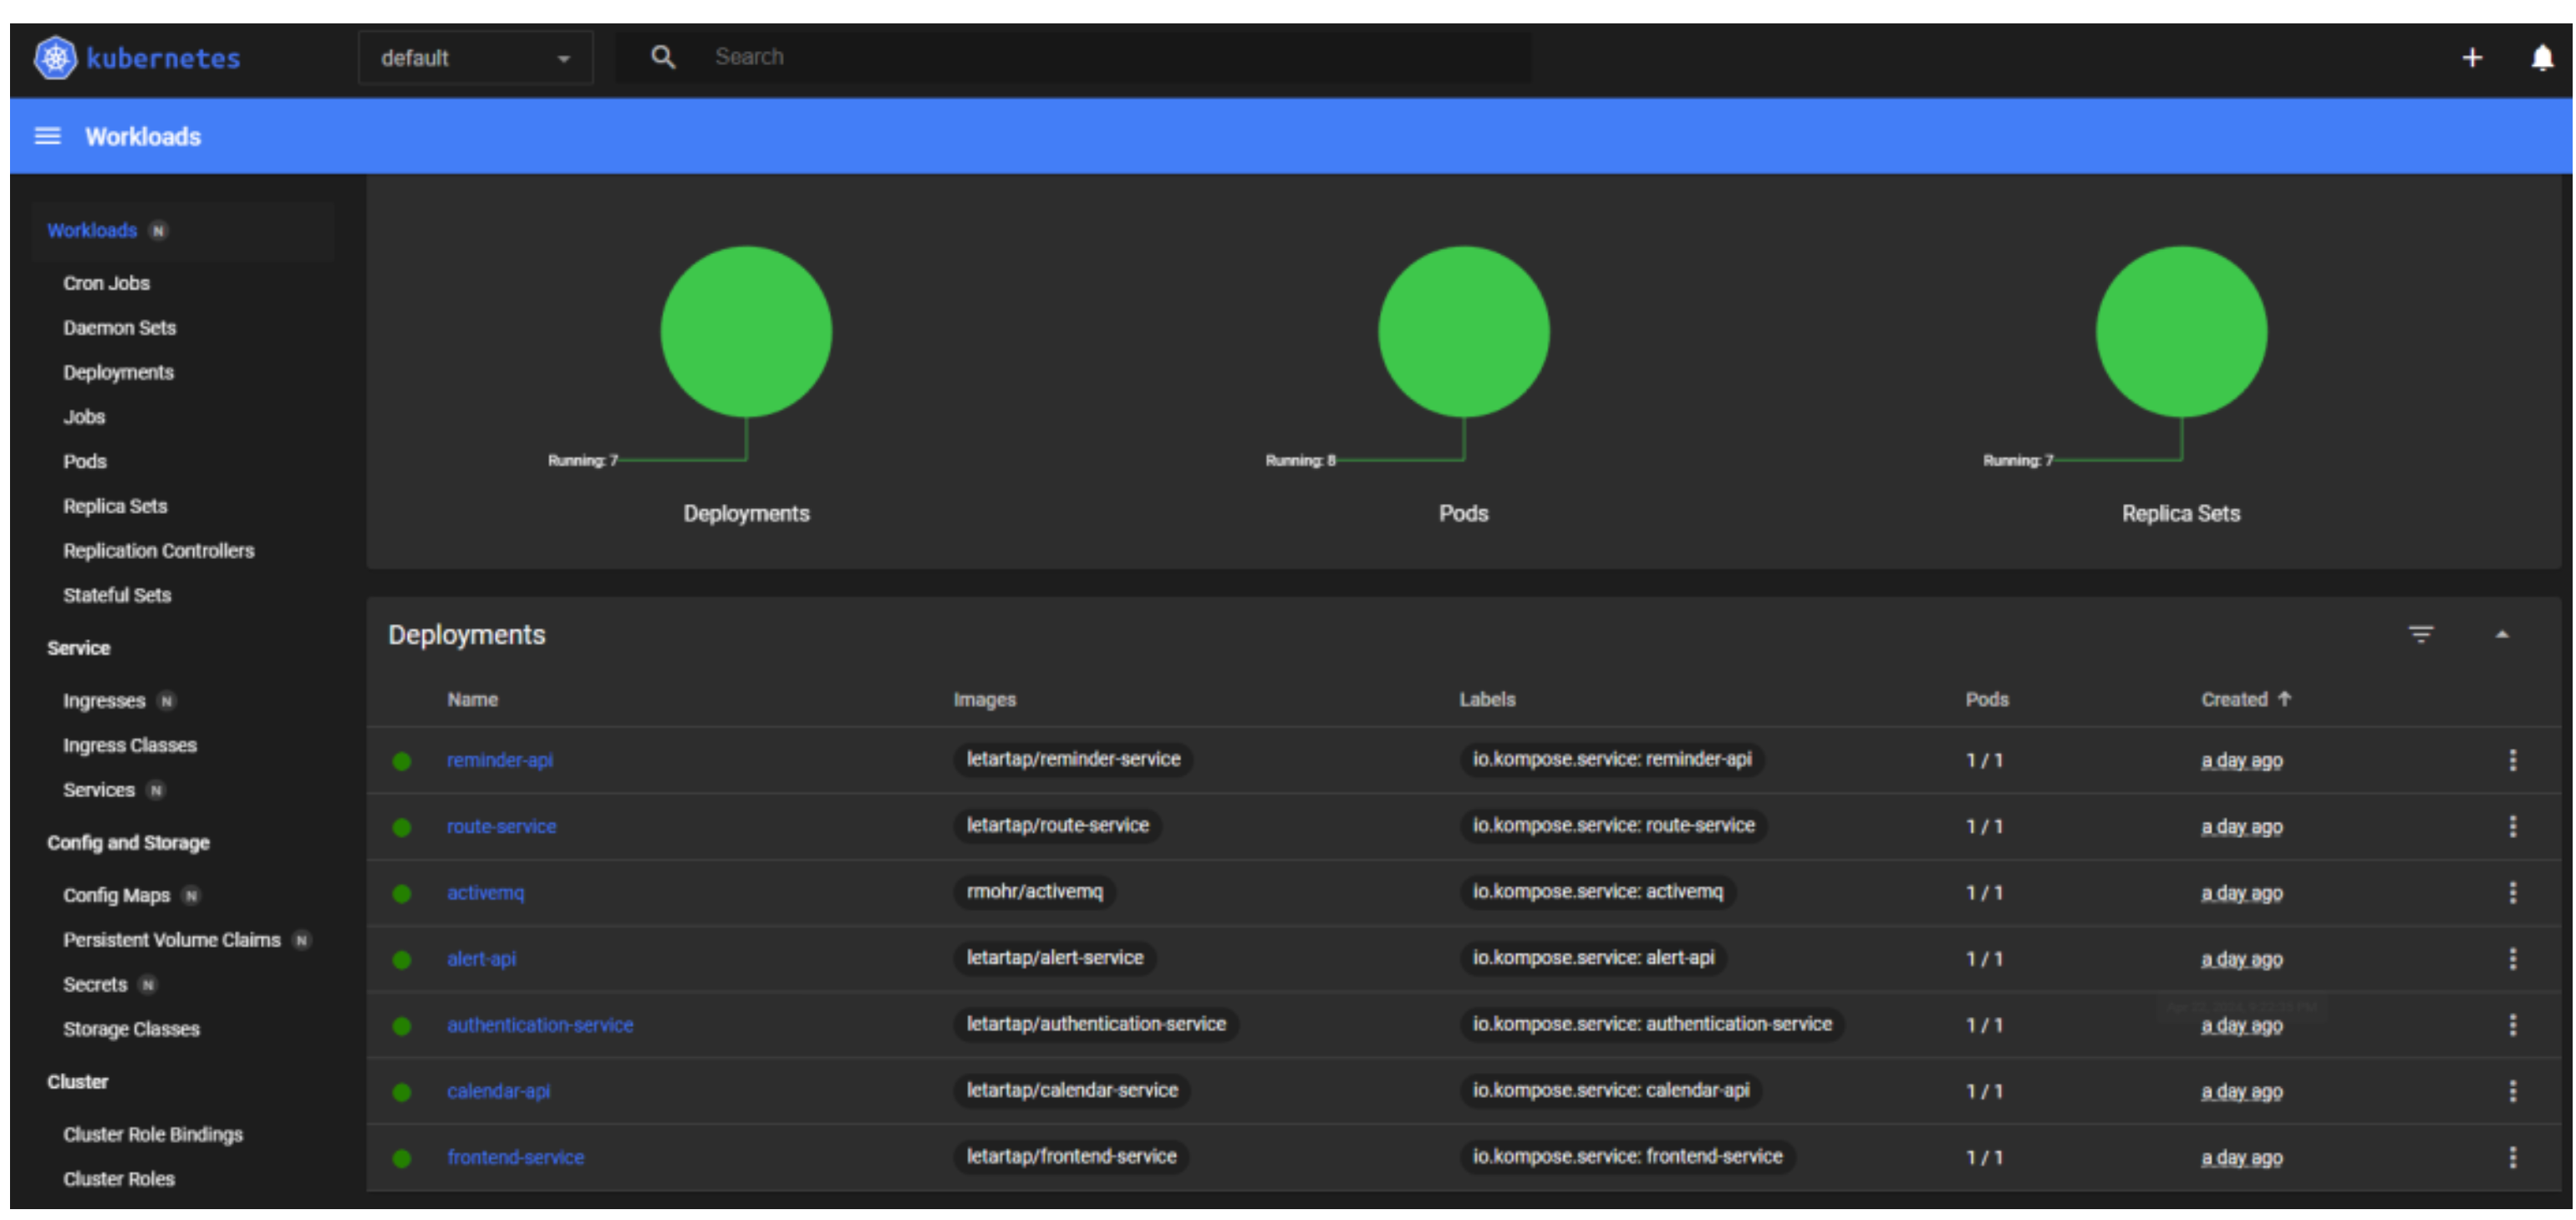 kubernetes
default
Search
Workloads
Workloads N
Cron Jobs
Daemon Sets
Deployments
Jobs
Pods
Replica Sets
Replication Controllers
Stateful Sets
Service
Ingresses N
Ingress Classes
Services N
Config and Storage
Config Maps N
Persistent Volume Claims N
Secrets N
Storage Classes
Cluster
Cluster Role Bindings
Cluster Roles
Running: 7
Deployments
Running: 8
Pods
Running: 7
Replica Sets
Deployments
Name Images Labels Pods Created
reminder-api letartap/reminder-service io.kompose.service: reminder-api 1 / 1 a day ago
route-service letartap/route-service io.kompose.service: route-service 1 / 1 a day ago
activemq rmohr/activemq io.kompose.service: activemq 1 / 1 a day ago
alert-api letartap/alert-service io.kompose.service: alert-api 1 / 1 a day ago
authentication-service letartap/authentication-service io.kompose.service: authentication-service 1 / 1 a day ago
calendar-api letartap/calendar-service io.kompose.service: calendar-api 1 / 1 a day ago
frontend-service letartap/frontend-service io.kompose.service: frontend-service 1 / 1 a day ago